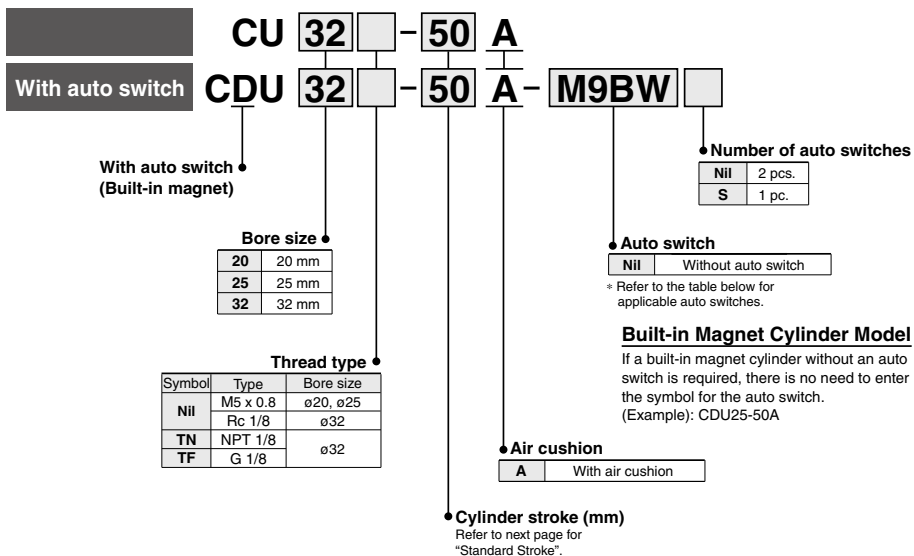 CU 32 – 50 A
With auto switch CDU 32 – 50 A – M9BW
With auto switch
(Built-in magnet)
Number of auto switches
Nil 2 pcs.
S 1 pc.
Bore size
20 20 mm
25 25 mm
32 32 mm
Auto switch
Nil Without auto switch
* Refer to the table below for
applicable auto switches.
Built-in Magnet Cylinder Model
If a built-in magnet cylinder without an auto
switch is required, there is no need to enter
the symbol for the auto switch.
(Example): CDU25-50A
Thread type
Symbol Type Bore size
Nil M5 x 0.8 ø20, ø25
Rc 1/8 ø32
TN NPT 1/8 ø32
TF G 1/8
Air cushion
A With air cushion
Cylinder stroke (mm)
Refer to next page for
“Standard Stroke”.